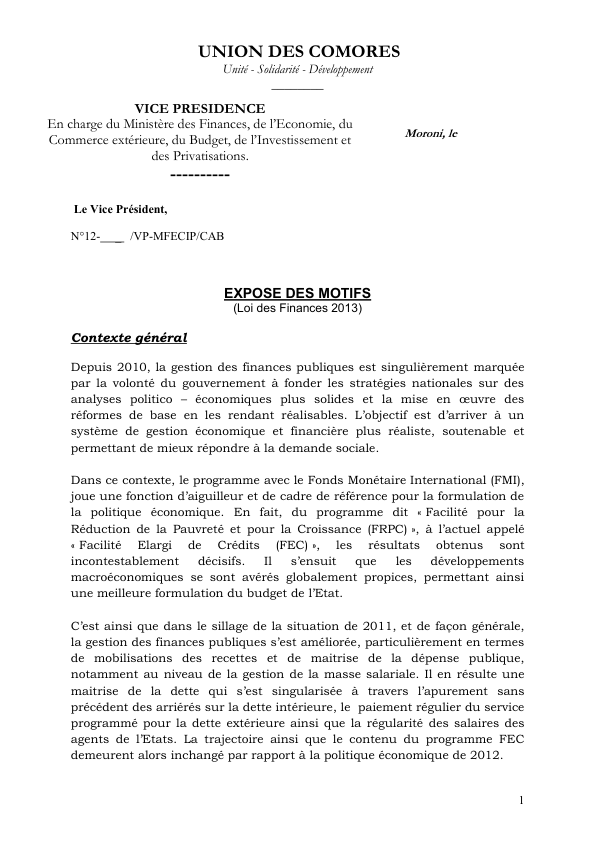 UNION DES COMORES
Unité - Solidarité - Développement
VICE PRESIDENCE
En charge du Ministère des Finances, de l'Economie, du
Commerce extérieure, du Budget, de l'Investissement et
des Privatisations.
----------
Moroni, le
Le Vice Président,
N°12-____ /VP-MFECIP/CAB
EXPOSE DES MOTIFS
(Loi des Finances 2013)
Contexte général
Depuis 2010, la gestion des finances publiques est singulièrement marquée
par la volonté du gouvernement à fonder les stratégies nationales sur des
analyses politico – économiques plus solides et la mise en œuvre des
réformes de base en les rendant réalisables. L'objectif est d'arriver à un
système de gestion économique et financière plus réaliste, soutenable et
permettant de mieux répondre à la demande sociale.
Dans ce contexte, le programme avec le Fonds Monétaire International (FMI),
joue une fonction d'aiguilleur et de cadre de référence pour la formulation de
la politique économique. En fait, du programme dit « Facilité pour la
Réduction de la Pauvreté et pour la Croissance (FRPC) », à l'actuel appelé
« Facilité Elargi de Crédits (FEC) », les résultats obtenus sont
incontestablement décisifs. Il s'ensuit que les développements
macroéconomiques se sont avérés globalement propices, permettant ainsi
une meilleure formulation du budget de l'Etat.
C'est ainsi que dans le sillage de la situation de 2011, et de façon générale,
la gestion des finances publiques s'est améliorée, particulièrement en termes
de mobilisations des recettes et de maitrise de la dépense publique,
notamment au niveau de la gestion de la masse salariale. Il en résulte une
maitrise de la dette qui s'est singularisée à travers l'apurement sans
précédent des arriérés sur la dette intérieure, le paiement régulier du service
programmé pour la dette extérieure ainsi que la régularité des salaires des
agents de l'Etats. La trajectoire ainsi que le contenu du programme FEC
demeurent alors inchangé par rapport à la politique économique de 2012.
1